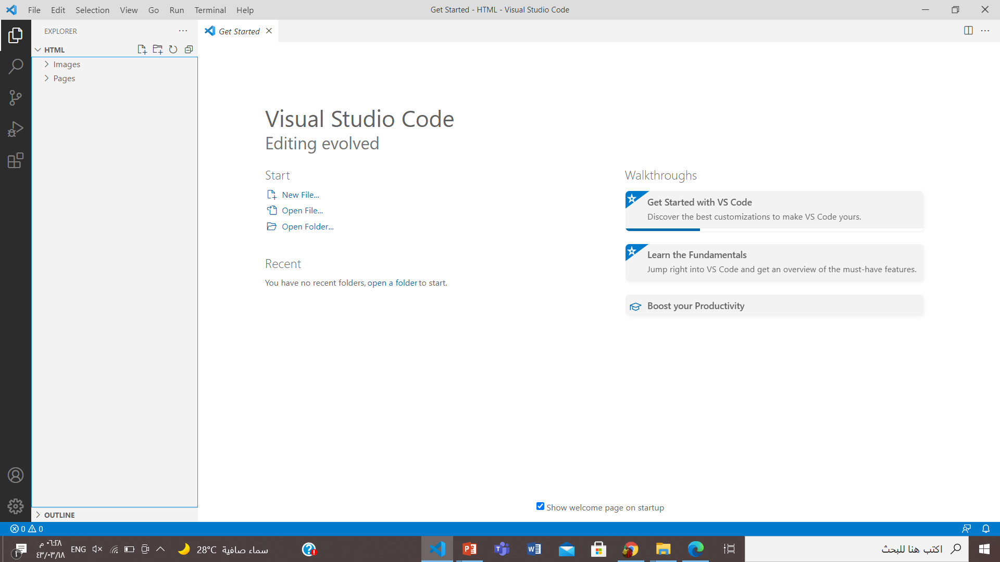 File Edit Selection View Go Run Terminal Help
Get Started - HTML - Visual Studio Code
EXPLORER
Get Started
HTML
Images
Pages
Visual Studio Code
Editing evolved
Start
New File...
Open File...
Open Folder...
Recent
You have no recent folders, open a folder to start.
Walkthroughs
Get Started with VS Code
Discover the best customizations to make VS Code yours.
Learn the Fundamentals
Jump right into VS Code and get an overview of the must-have features.
Boost your Productivity
Show welcome page on startup
OUTLINE
0 0
٠٦:٢٨ م
٤٣/٠٣/١٨
١
ENG
28°C سماء صافية
اكتب هنا للبحث